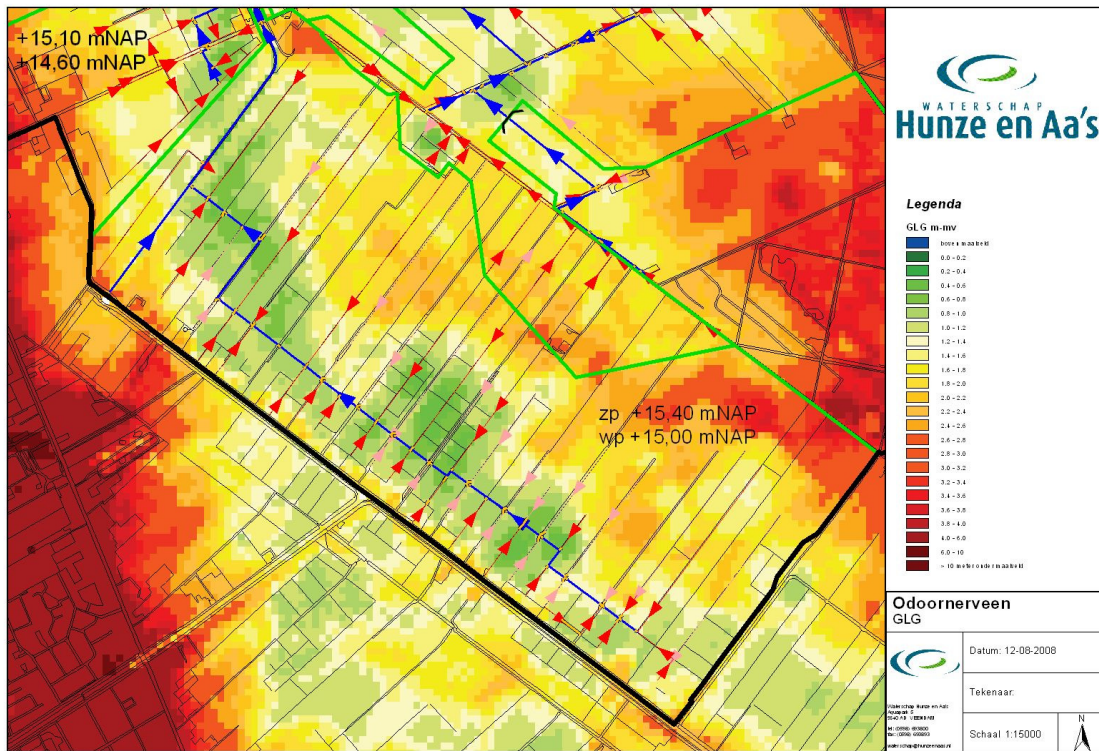 +15,10 mNAP
+14,60 mNAP
zp +15,40 mNAP
wp +15,00 mNAP
WATERSCHAP
Hunze en Aa's
Legenda
GLG m-mv
boven maaiveld
0.0 - 0.2
0.2 - 0.4
0.4 - 0.6
0.6 - 0.8
0.8 - 1.0
1.0 - 1.2
1.2 - 1.4
1.4 - 1.6
1.6 - 1.8
1.8 - 2.0
2.0 - 2.2
2.2 - 2.4
2.4 - 2.6
2.6 - 2.8
2.8 - 3.0
3.0 - 3.2
3.2 - 3.4
3.4 - 3.6
3.6 - 3.8
3.8 - 4.0
4.0 - 6.0
6.0 - 10
> 10 meter onder maaiveld
Odoornerveen
GLG
Datum: 12-08-2008
Tekenaar:
Schaal 1:15000
N
Waterschap Hunze en Aa's
Aquapark 5